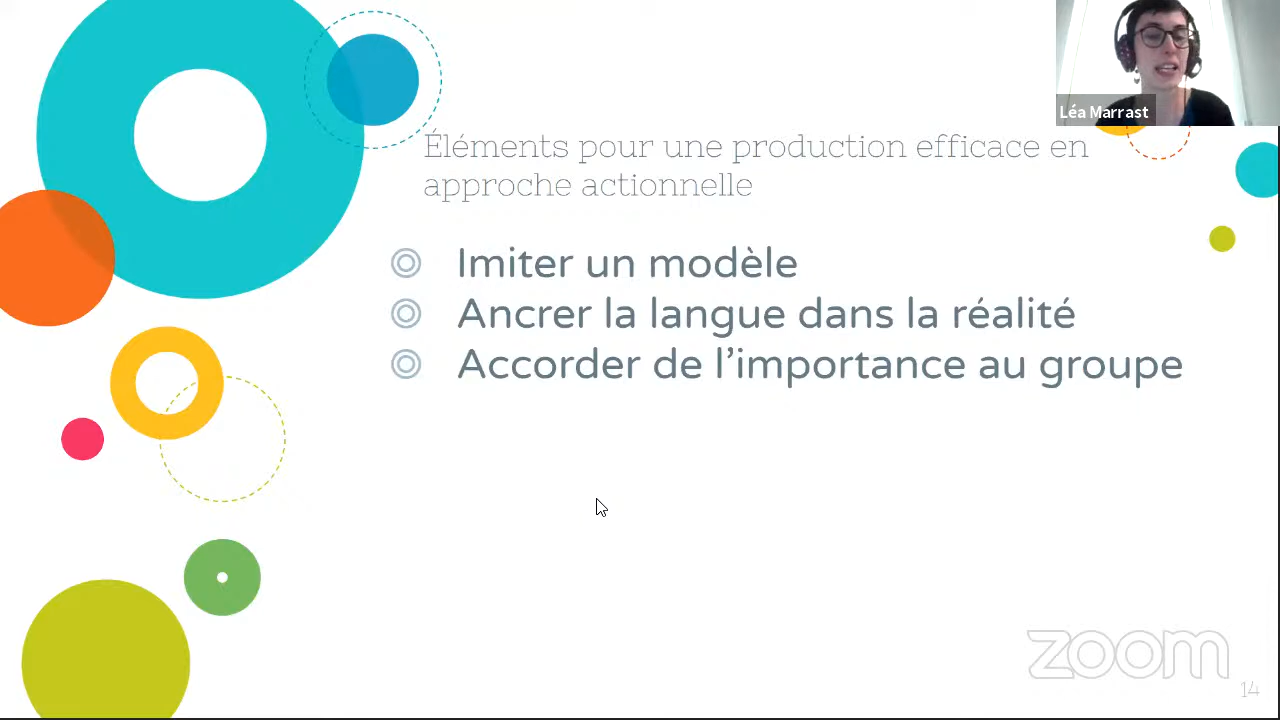 Léa Marrast
Éléments pour une production efficace en
approche actionnelle
Imiter un modèle
Ancrer la langue dans la réalité
Accorder de l’importance au groupe
zoom
14